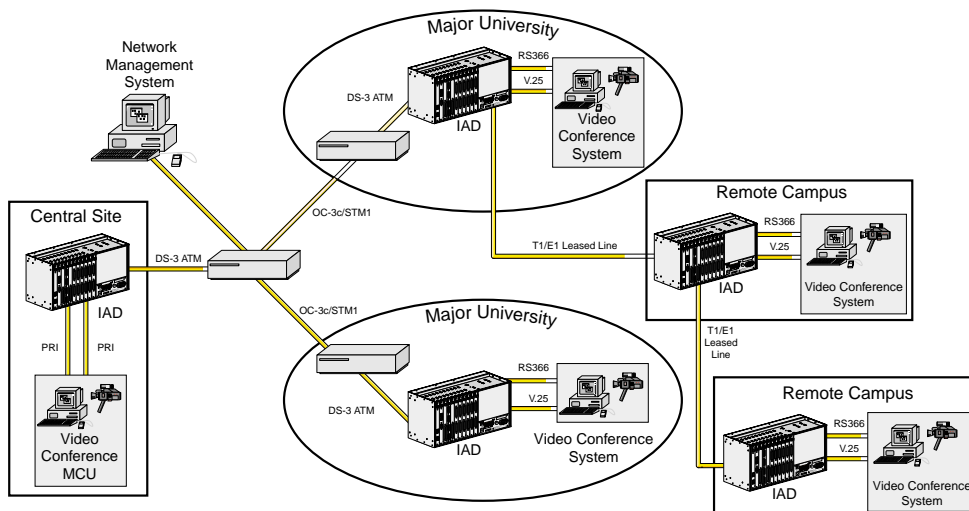 Major University
Network
Management
System
RS366
V.25
DS-3 ATM
IAD
Video
Conference
System
OC-3c/STM1
Central Site
DS-3 ATM
IAD
PRI
PRI
Video
Conference
MCU
T1/E1 Leased Line
Remote Campus
RS366
V.25
IAD
Video Conference
System
OC-3c/STM1
Major University
DS-3 ATM
RS366
V.25
IAD
Video Conference
System
T1/E1
Leased
Line
Remote Campus
RS366
V.25
IAD
Video Conference
System